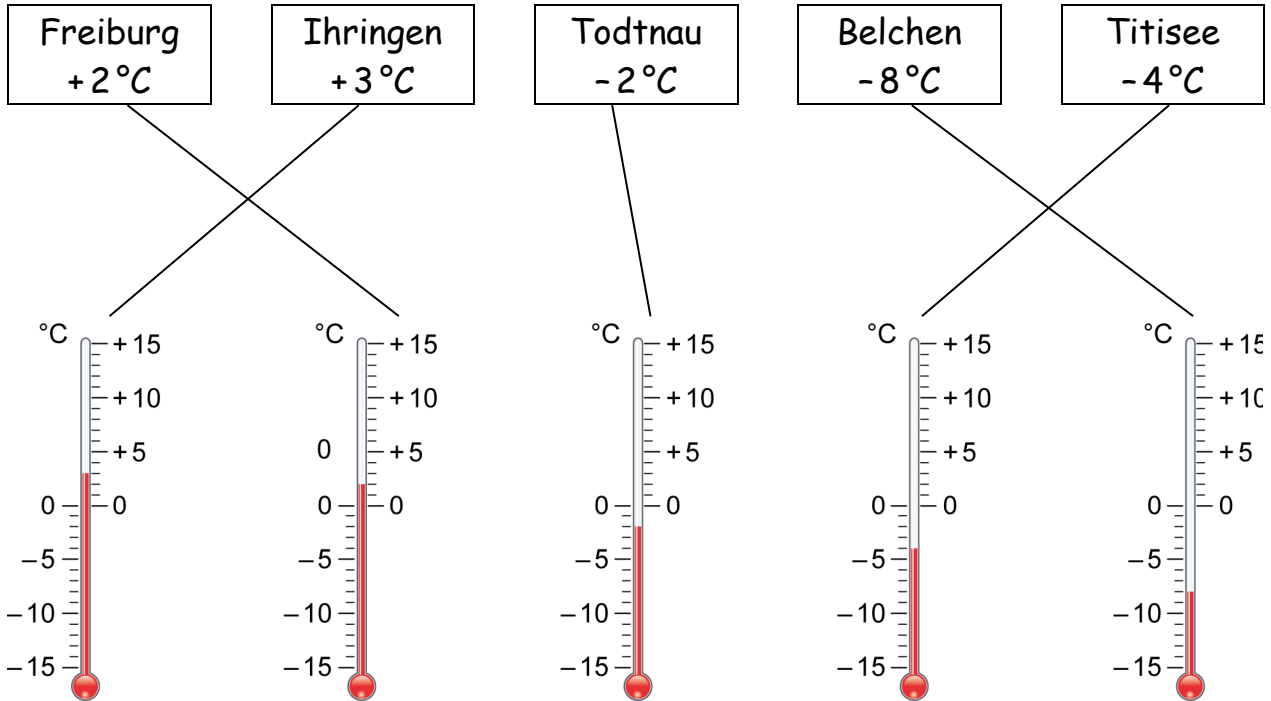 Freiburg
+2°C
Ihringen
+3°C
Todtnau
–2°C
Belchen
–8°C
Titisee
–4°C
°C
+15
+10
+5
0
0
–5
–10
–15
°C
+15
+10
0
+5
0
0
–5
–10
–15
°C
+15
+10
+5
0
0
–5
–10
–15
°C
+15
+10
+5
0
0
–5
–10
–15
°C
+15
+10
+5
0
0
–5
–10
–15